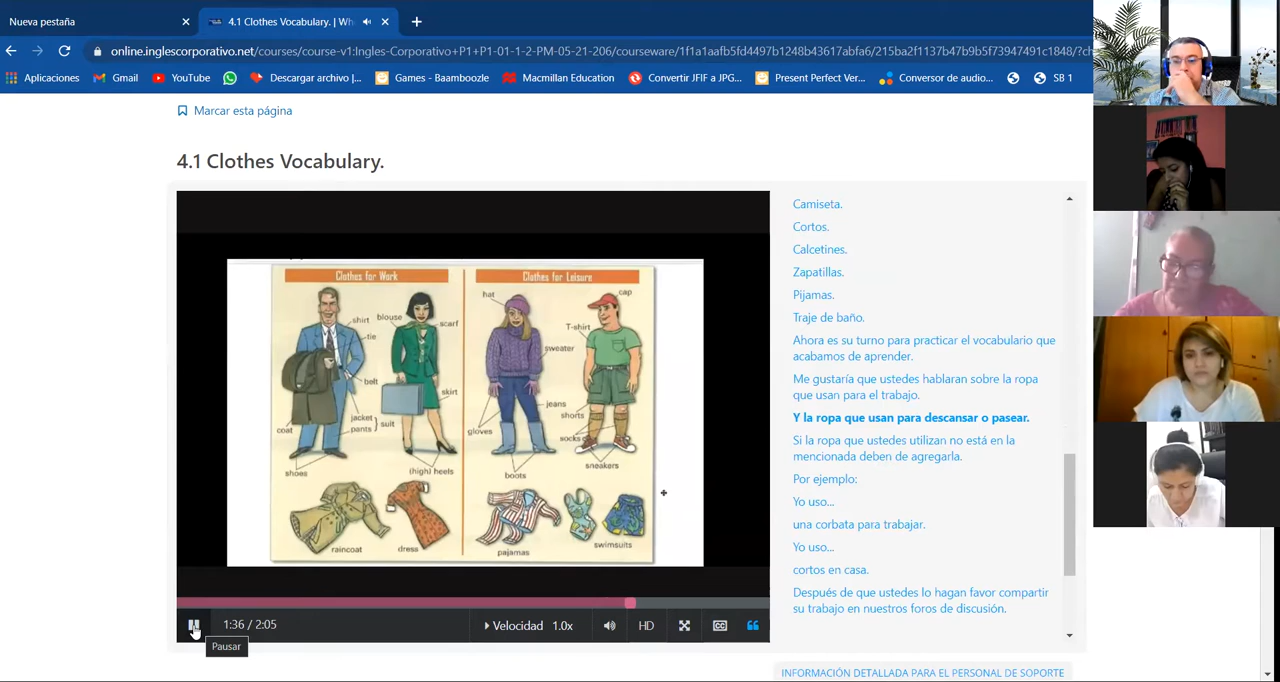 Nueva pestaña
4.1 Clothes Vocabulary. | Wh
online.inglescorporativo.net/courses/course-v1:Ingles-Corporativo+P1+P1-01-1-2-PM-05-21-206/courseware/1f1a1aafb5fd4497b1248b43617abfa6/215ba2f1137b47b9b5f73947491c1848/?ch
Aplicaciones
Gmail
YouTube
Descargar archivo |...
Games - Baamboozle
Macmillan Education
Convertir JFIF a JPG...
Present Perfect Ver...
Conversor de audio...
SB 1
Marcar esta página
4.1 Clothes Vocabulary.
Clothes for Work
Clothes for Leisure
shirt
blouse
scarf
tie
belt
skirt
jacket
pants
suit
coat
shoes
(high) heels
raincoat
dress
hat
cap
T-shirt
sweater
jeans
shorts
gloves
socks
sneakers
boots
pajamas
swimsuits
1:36 / 2:05
Velocidad 1.0x
HD
Pausar
Camiseta.
Cortos.
Calcetines.
Zapatillas.
Pijamas.
Traje de baño.
Ahora es su turno para practicar el vocabulario que
acabamos de aprender.
Me gustaría que ustedes hablaran sobre la ropa
que usan para el trabajo.
Y la ropa que usan para descansar o pasear.
Si la ropa que ustedes utilizan no está en la
mencionada deben de agregarla.
Por ejemplo:
Yo uso...
una corbata para trabajar.
Yo uso...
cortos en casa.
Después de que ustedes lo hagan favor compartir
su trabajo en nuestros foros de discusión.
INFORMACIÓN DETALLADA PARA EL PERSONAL DE SOPORTE